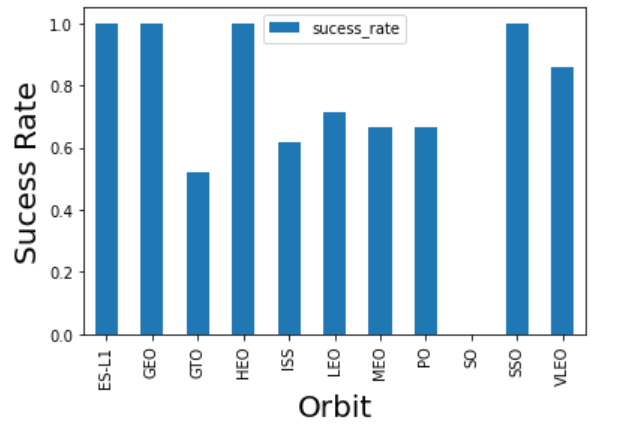 sucess_rate
Sucess Rate
1.0
0.8
0.6
0.4
0.2
0.0
ES-L1
GEO
GTO
HEO
ISS
LEO
MEO
PO
SO
SSO
VLEO
Orbit